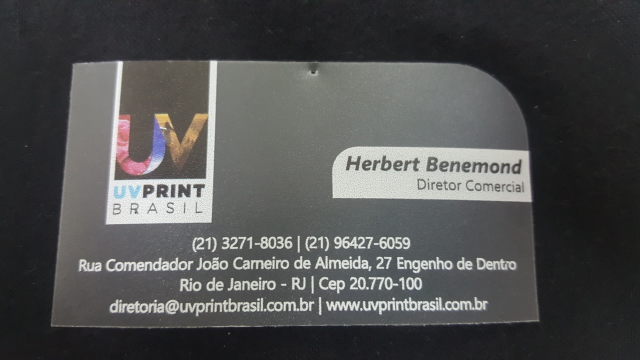 UV
UVPRINT
BRASIL
Herbert Benemond
Diretor Comercial
(21) 3271-8036 | (21) 96427-6059
Rua Comendador João Carneiro de Almeida, 27 Engenho de Dentro
Rio de Janeiro - RJ | Cep 20.770-100
diretoria@uvprintbrasil.com.br | www.uvprintbrasil.com.br